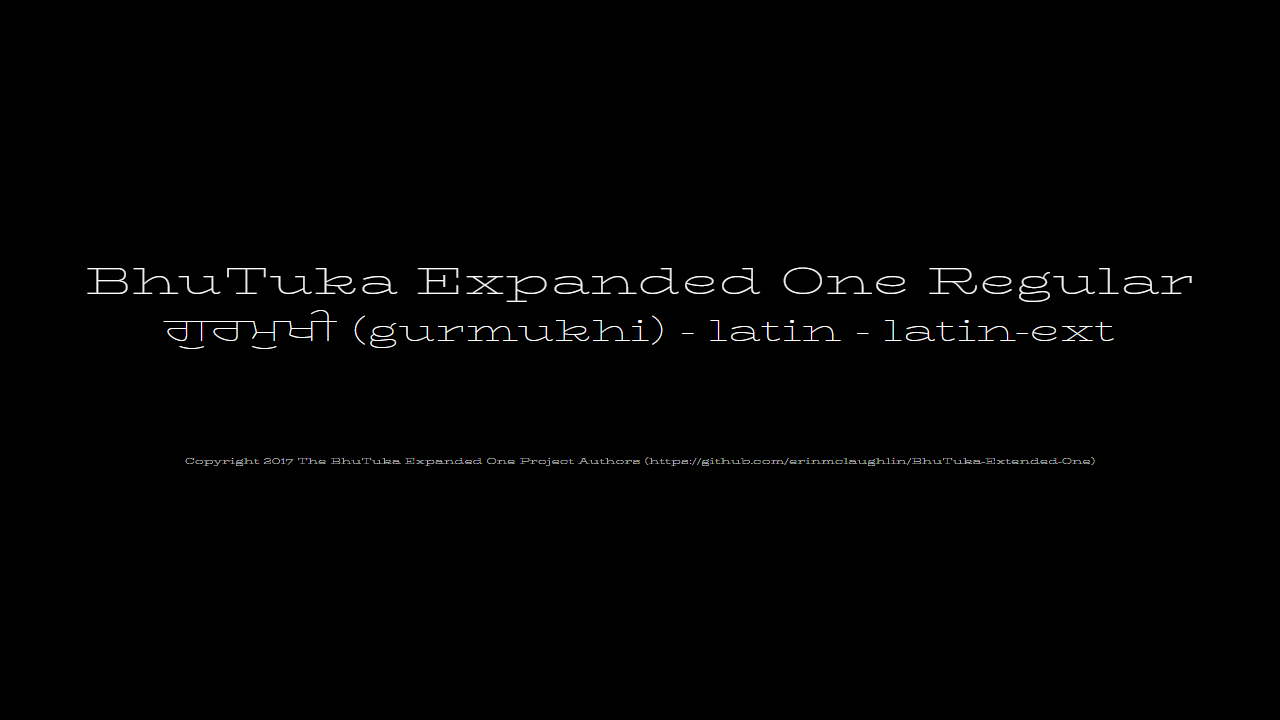 BhuTuka Expanded One Regular
ਗੁਰਮੁਖੀ (gurmukhi) - latin - latin-ext
Copyright 2017 The BhuTuka Expanded One Project Authors (https://github.com/erinmclaughlin/BhuTuka-Extended-One)